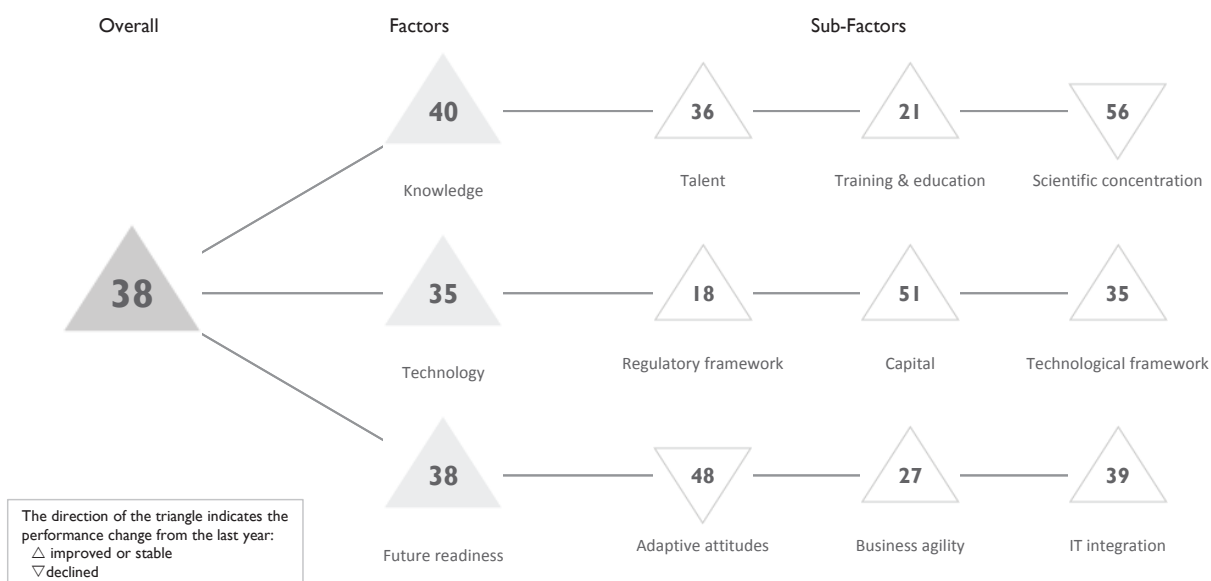 Overall Factors Sub-Factors
40 36 21 56
Knowledge Talent Training & education Scientific concentration
38 35 18 51 35
Technology Regulatory framework Capital Technological framework
38 48 27 39
Future readiness Adaptive attitudes Business agility IT integration
The direction of the triangle indicates the
performance change from the last year:
△ improved or stable
▽ declined